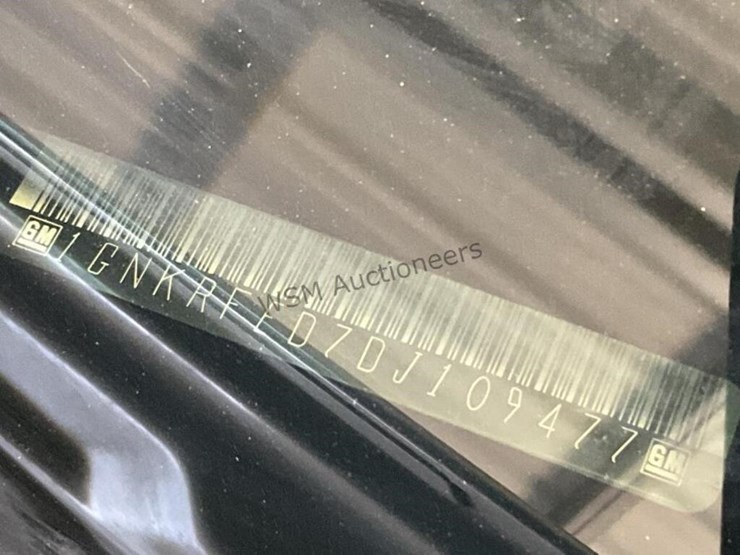 GM 1GNKRFED7DJ109477 GM
WSM Auctioneers